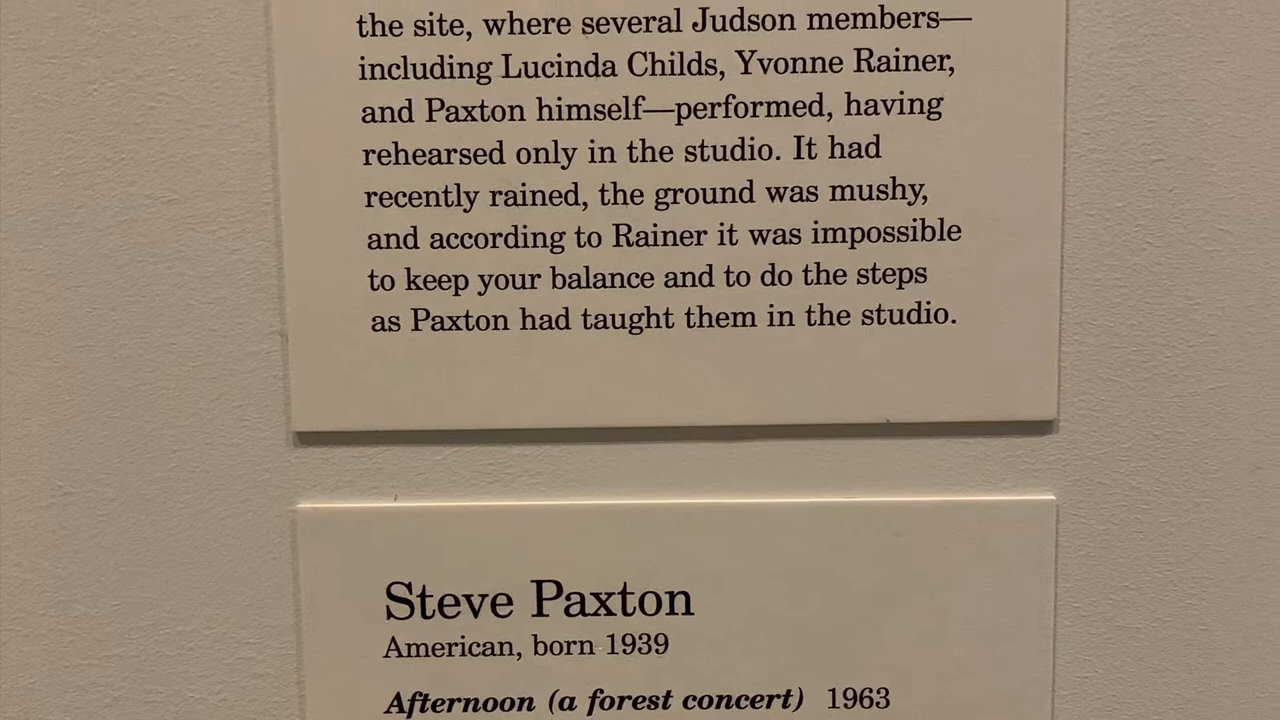 the site, where several Judson members—
including Lucinda Childs, Yvonne Rainer,
and Paxton himself—performed, having
rehearsed only in the studio. It had
recently rained, the ground was mushy,
and according to Rainer it was impossible
to keep your balance and to do the steps
as Paxton had taught them in the studio.
Steve Paxton
American, born 1939
Afternoon (a forest concert) 1963